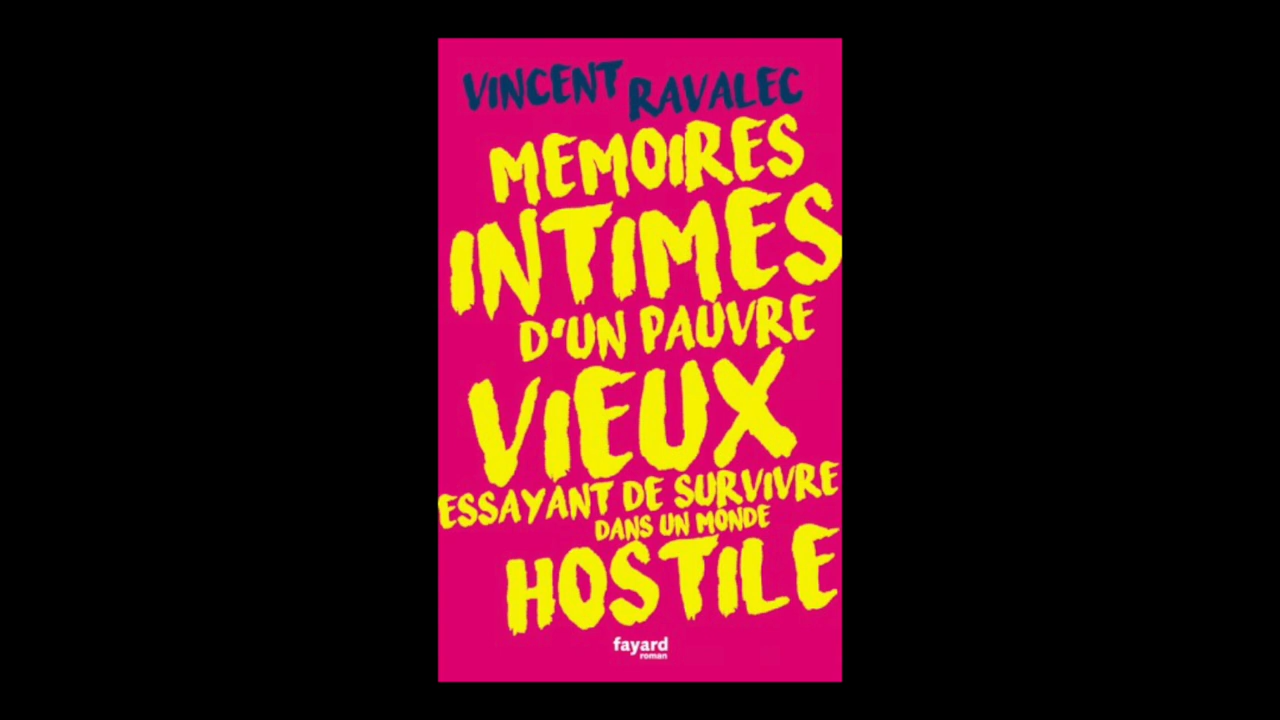 VINCENT RAVALEC
MEMOIRES
INTIMES
D'UN PAUVRE
VIEUX
ESSAYANT DE SURVIVRE
DANS UN MONDE
HOSTILE
fayard
roman